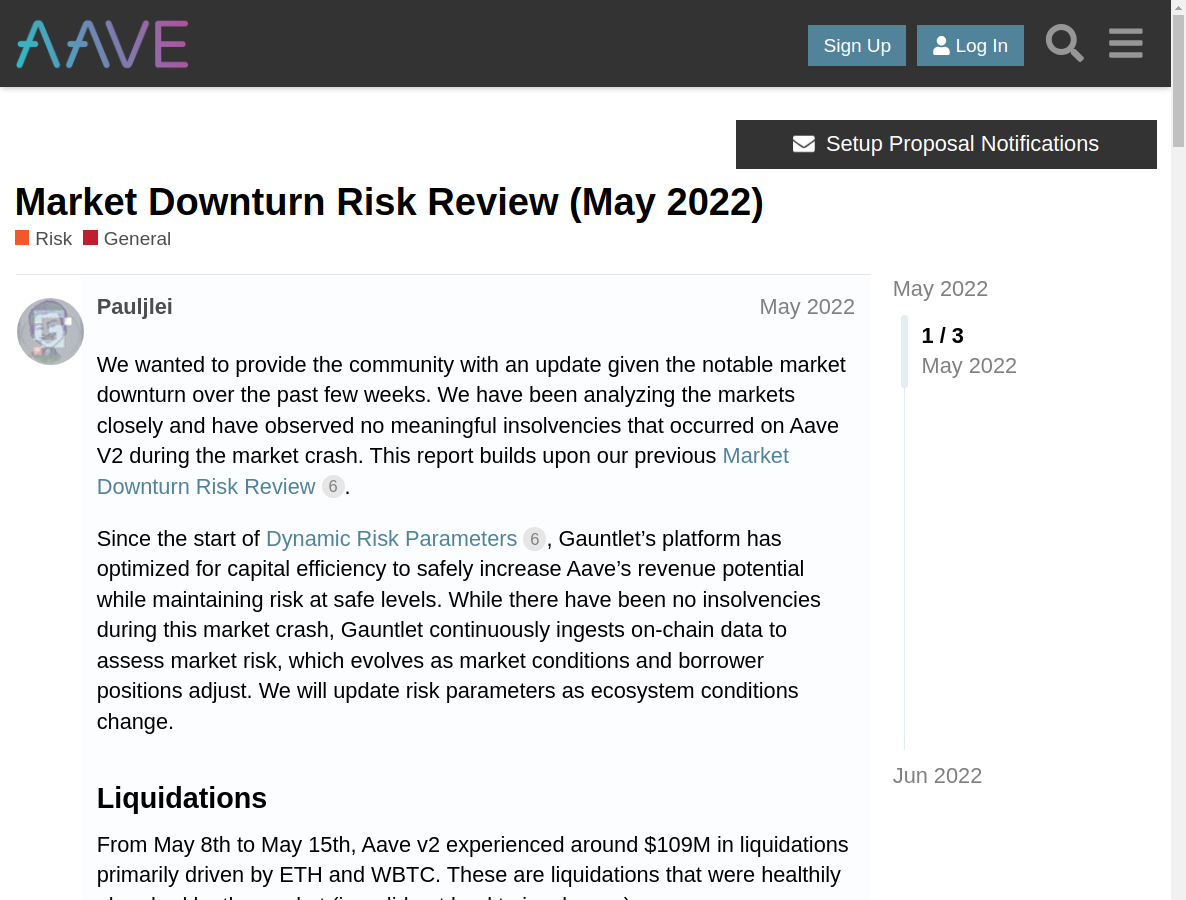 AAVE
Sign Up
Log In
Setup Proposal Notifications
Market Downturn Risk Review (May 2022)
Risk General
Pauljlei
May 2022
We wanted to provide the community with an update given the notable market
downturn over the past few weeks. We have been analyzing the markets
closely and have observed no meaningful insolvencies that occurred on Aave
V2 during the market crash. This report builds upon our previous Market
Downturn Risk Review 6.
Since the start of Dynamic Risk Parameters 6, Gauntlet’s platform has
optimized for capital efficiency to safely increase Aave’s revenue potential
while maintaining risk at safe levels. While there have been no insolvencies
during this market crash, Gauntlet continuously ingests on-chain data to
assess market risk, which evolves as market conditions and borrower
positions adjust. We will update risk parameters as ecosystem conditions
change.
Liquidations
From May 8th to May 15th, Aave v2 experienced around $109M in liquidations
primarily driven by ETH and WBTC. These are liquidations that were healthily
May 2022
1 / 3
May 2022
Jun 2022